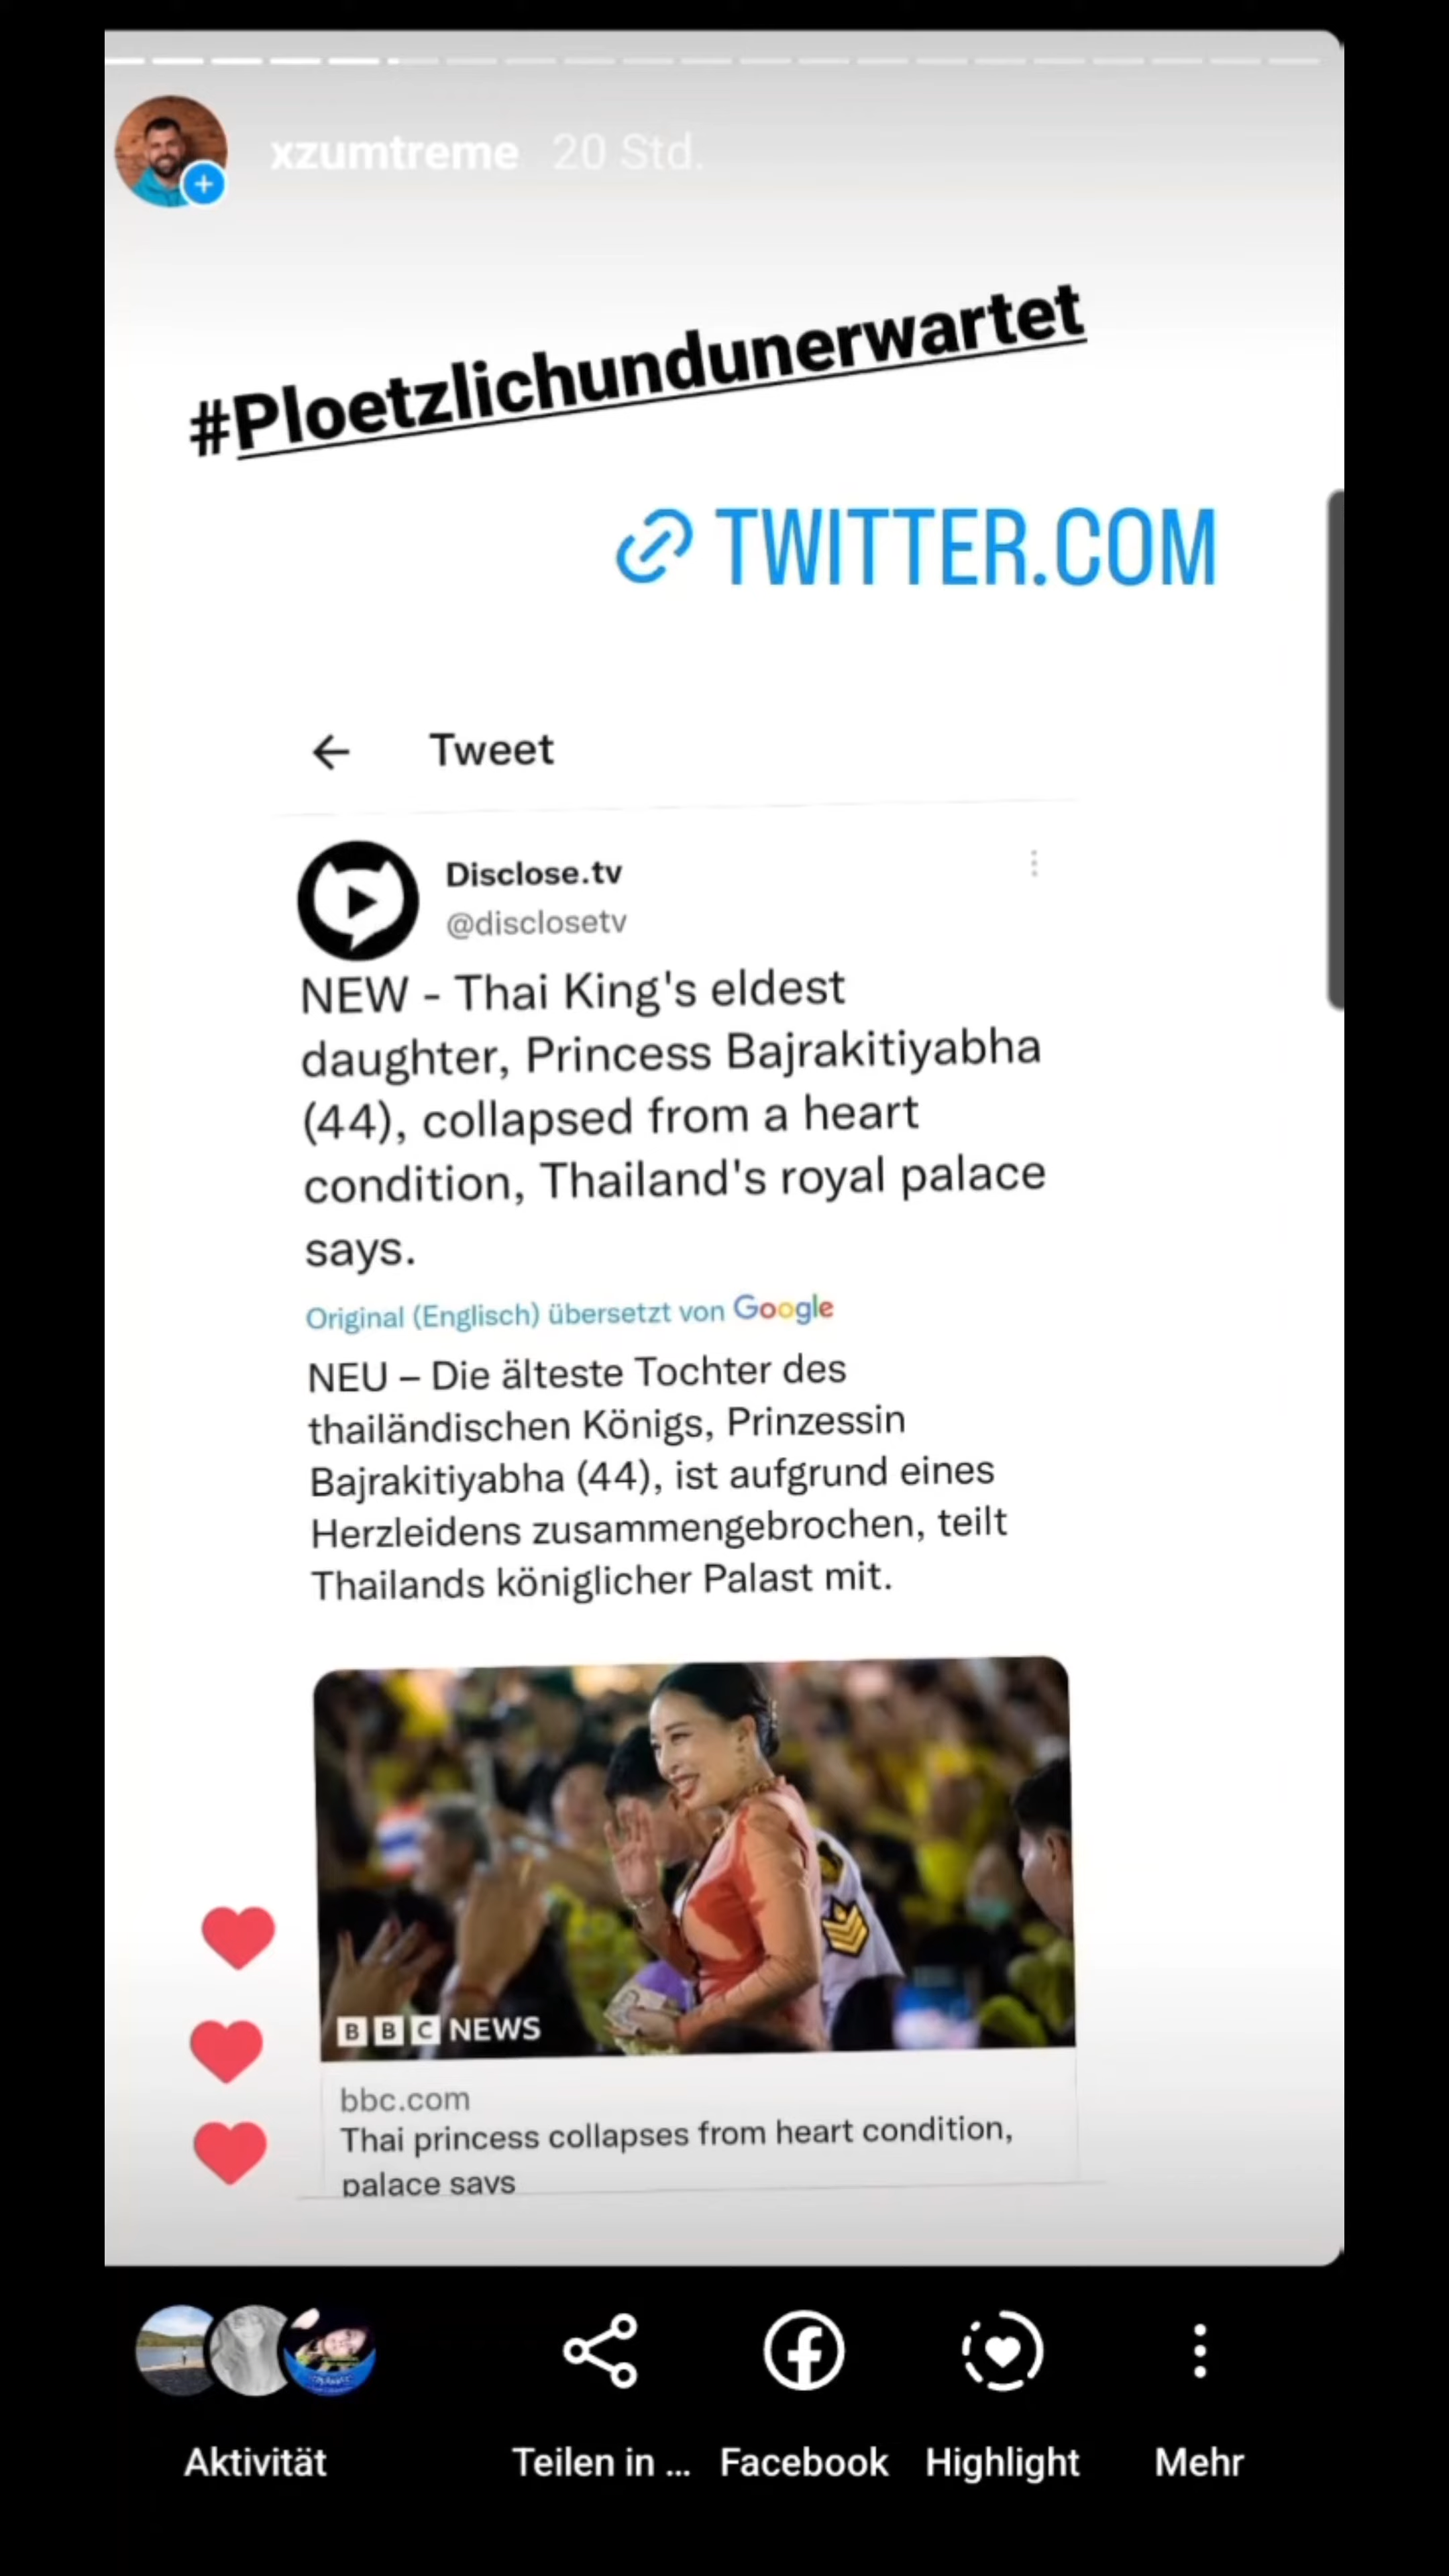 xzumtreme 20 Std.
#Ploetzlichundunerwartet
TWITTER.COM
Tweet
Disclose.tv
@disclosetv
NEW - Thai King's eldest
daughter, Princess Bajrakitiyabha
(44), collapsed from a heart
condition, Thailand's royal palace
says.
Original (Englisch) übersetzt von Google
NEU – Die älteste Tochter des
thailändischen Königs, Prinzessin
Bajrakitiyabha (44), ist aufgrund eines
Herzleidens zusammengebrochen, teilt
Thailands königlicher Palast mit.
BBC NEWS
bbc.com
Thai princess collapses from heart condition,
palace says
Aktivität Teilen in ... Facebook Highlight Mehr